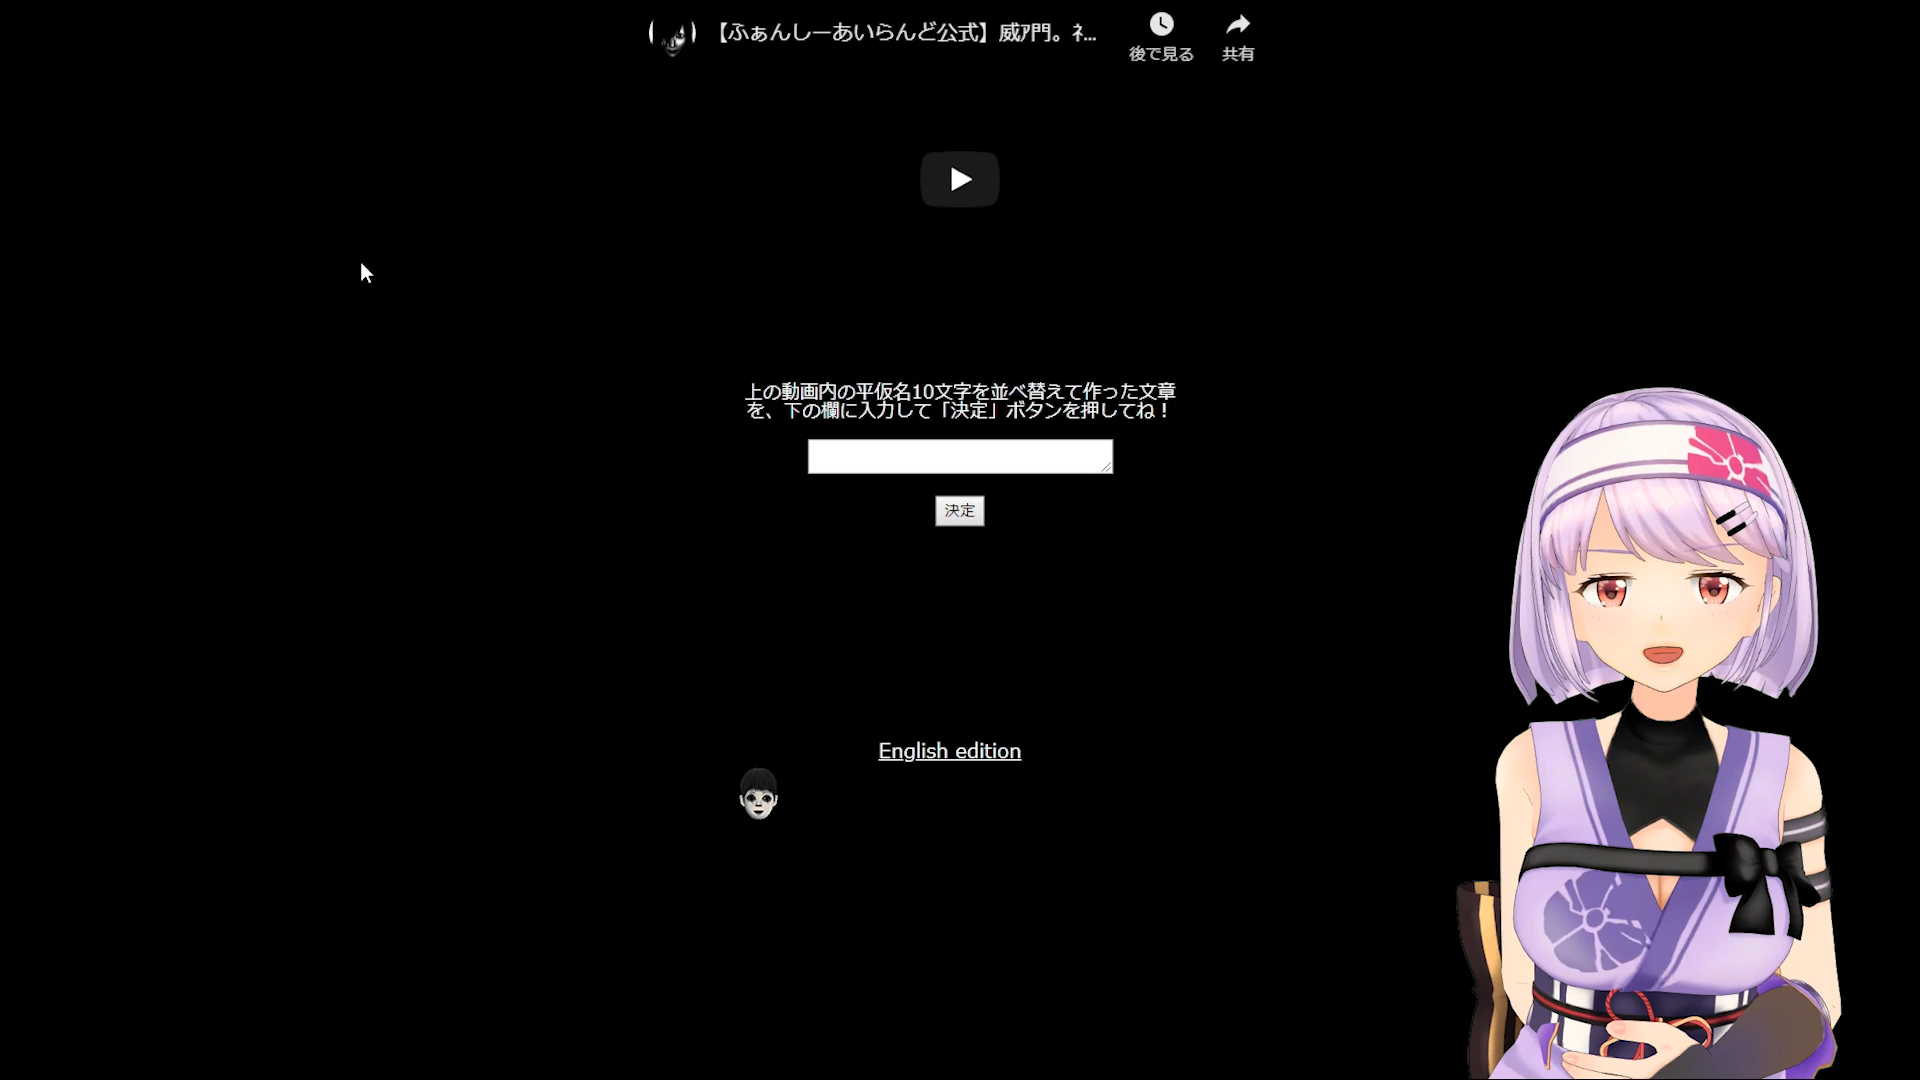 【ふぁんしーあいらんど公式】威ｱ門。ﾈ...
後で見る
共有
上の動画内の平仮名10文字を並べ替えて作った文章
を、下の欄に入力して「決定」ボタンを押してね！
決定
English edition